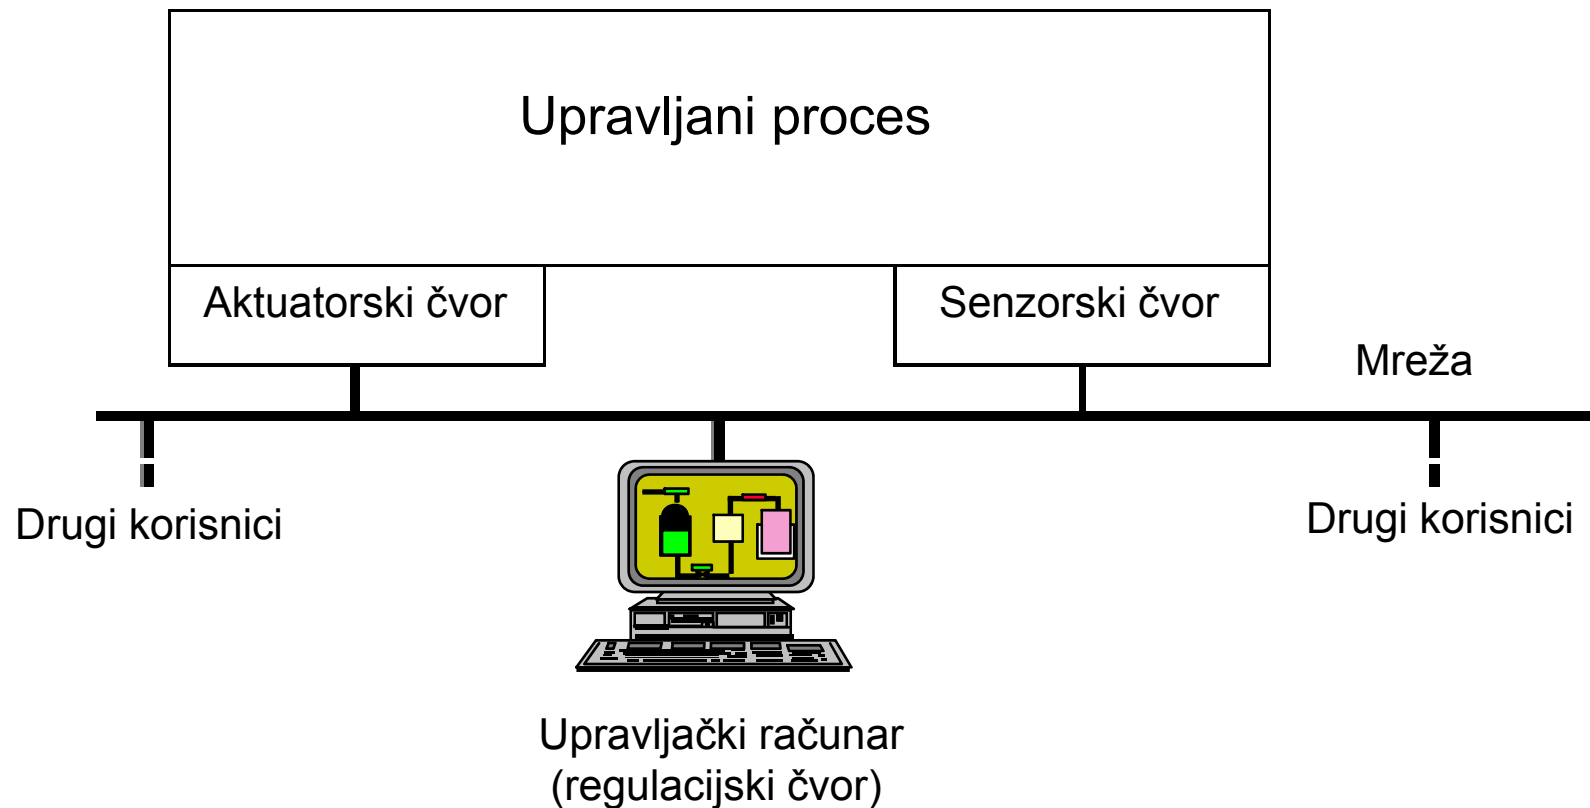 Upravljani proces
Aktuatorski čvor
Senzorski čvor
Mreža
Drugi korisnici
Drugi korisnici
Upravljački računar
(regulacijski čvor)